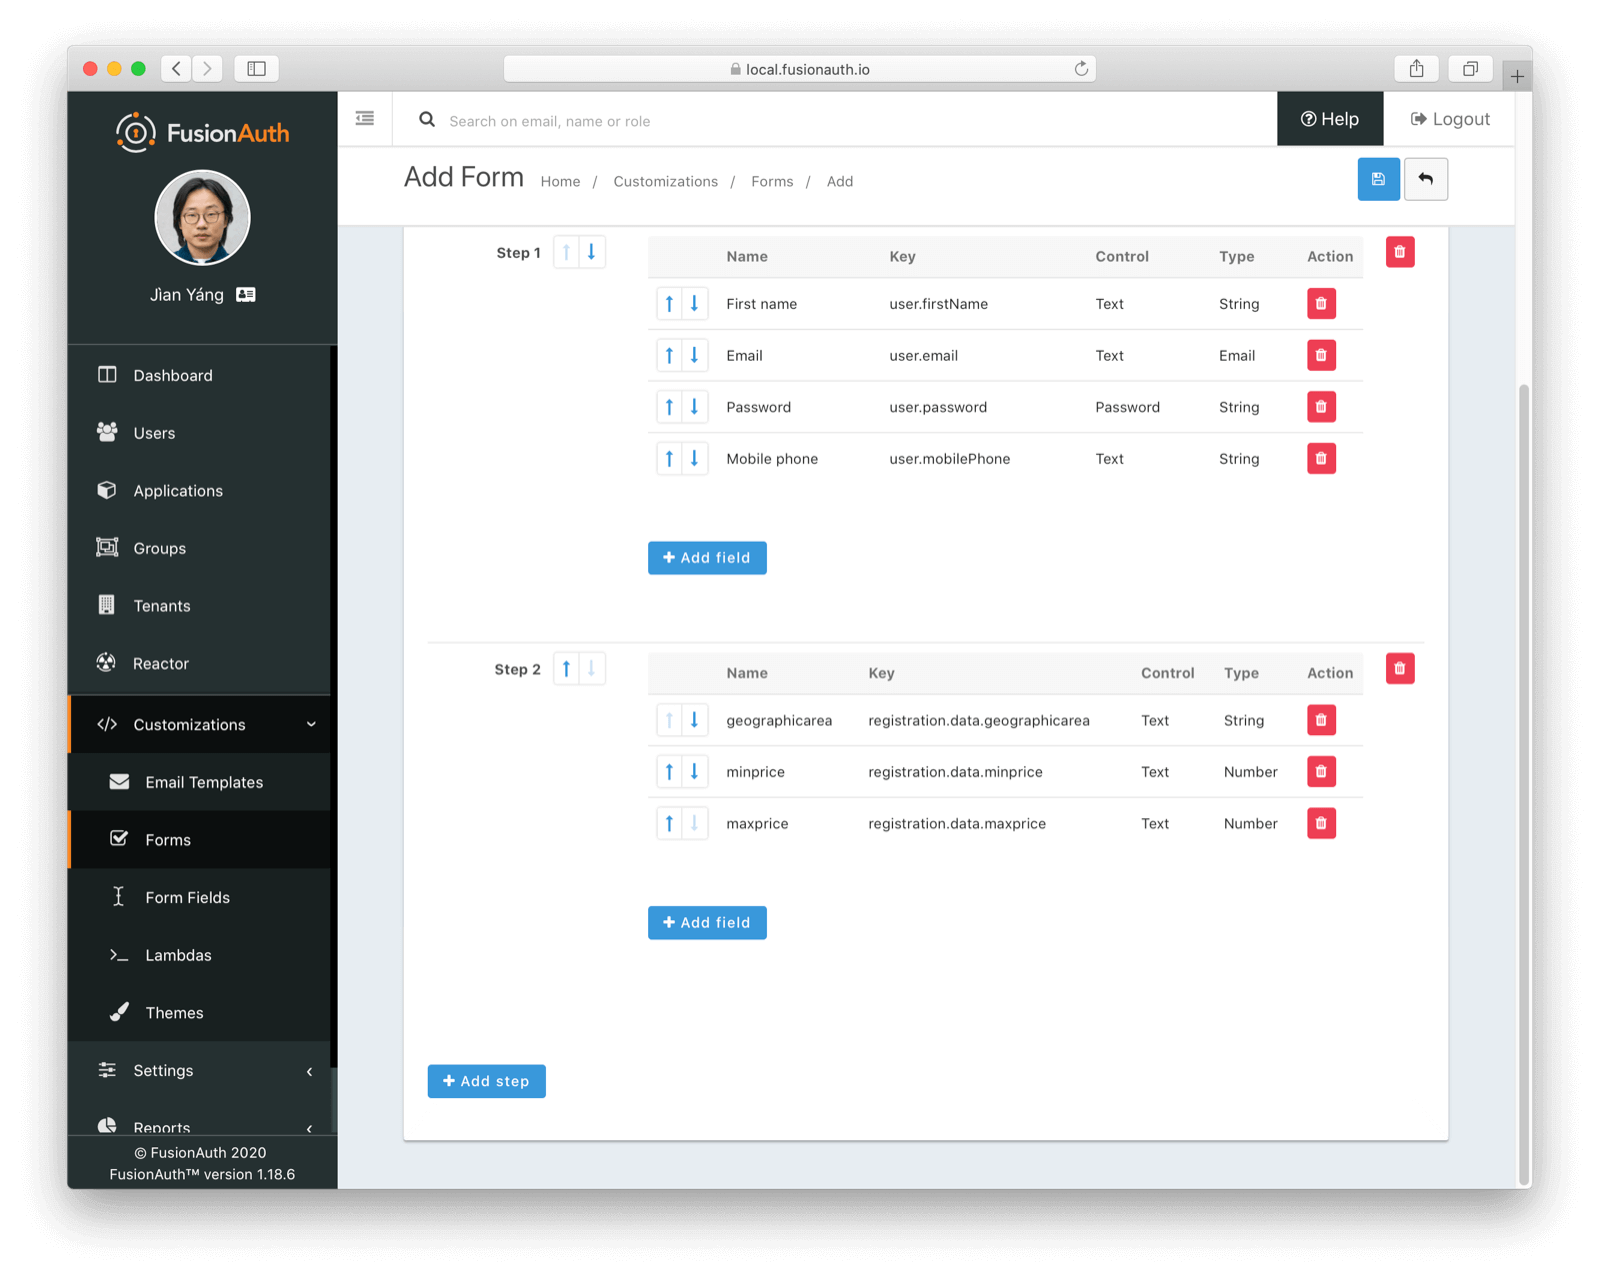 local.fusionauth.io
FusionAuth
Jìan Yáng
Dashboard
Users
Applications
Groups
Tenants
Reactor
Customizations
Email Templates
Forms
Form Fields
Lambdas
Themes
Settings
Reports
© FusionAuth 2020
FusionAuth™ version 1.18.6
Search on email, name or role
Help
Logout
Add Form Home / Customizations / Forms / Add
Step 1
Name Key Control Type Action
First name user.firstName Text String
Email user.email Text Email
Password user.password Password String
Mobile phone user.mobilePhone Text String
Add field
Step 2
Name Key Control Type Action
geographicarea registration.data.geographicarea Text String
minprice registration.data.minprice Text Number
maxprice registration.data.maxprice Text Number
Add field
Add step